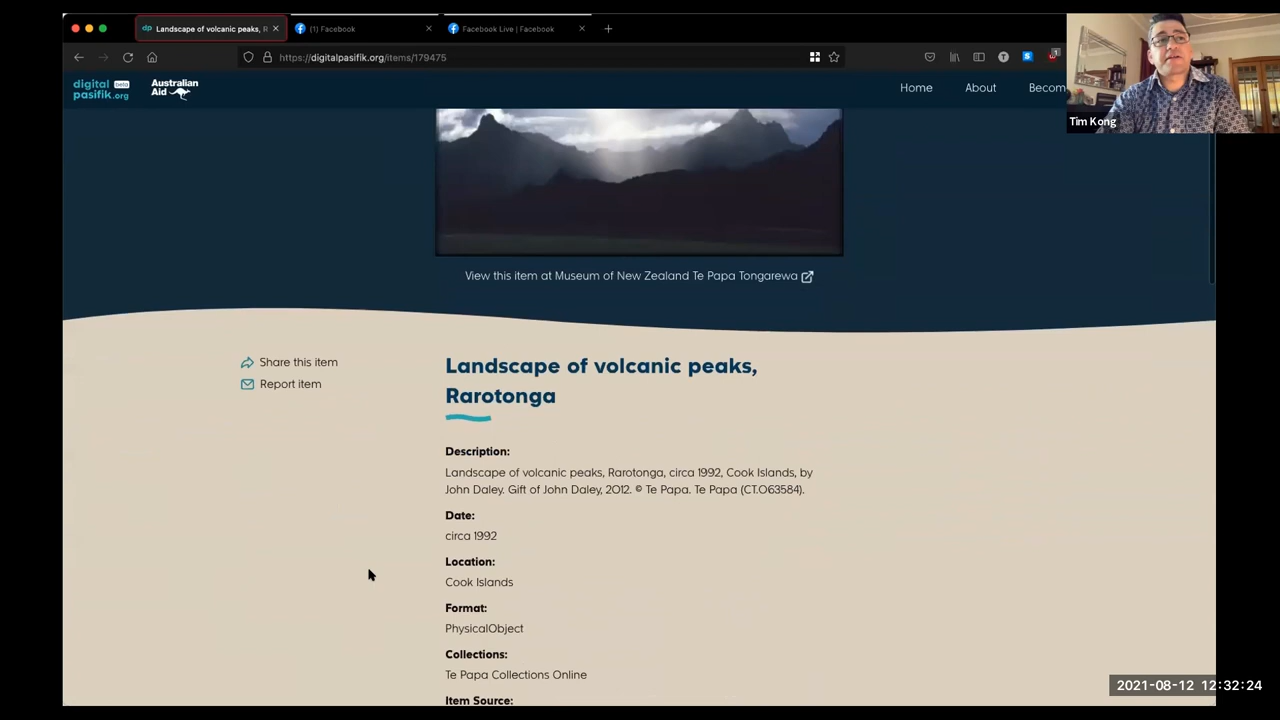 Landscape of volcanic peaks, R
(1) Facebook
Facebook Live | Facebook
https://digitalpasifik.org/items/179475
digital beta
pasifik.org
Australian
Aid
Home
About
Becom
Tim Kong
View this item at Museum of New Zealand Te Papa Tongarewa
Share this item
Report item
Landscape of volcanic peaks,
Rarotonga
Description:
Landscape of volcanic peaks, Rarotonga, circa 1992, Cook Islands, by
John Daley. Gift of John Daley, 2012. © Te Papa. Te Papa (CT.063584).
Date:
circa 1992
Location:
Cook Islands
Format:
PhysicalObject
Collections:
Te Papa Collections Online
Item Source:
2021-08-12 12:32:24